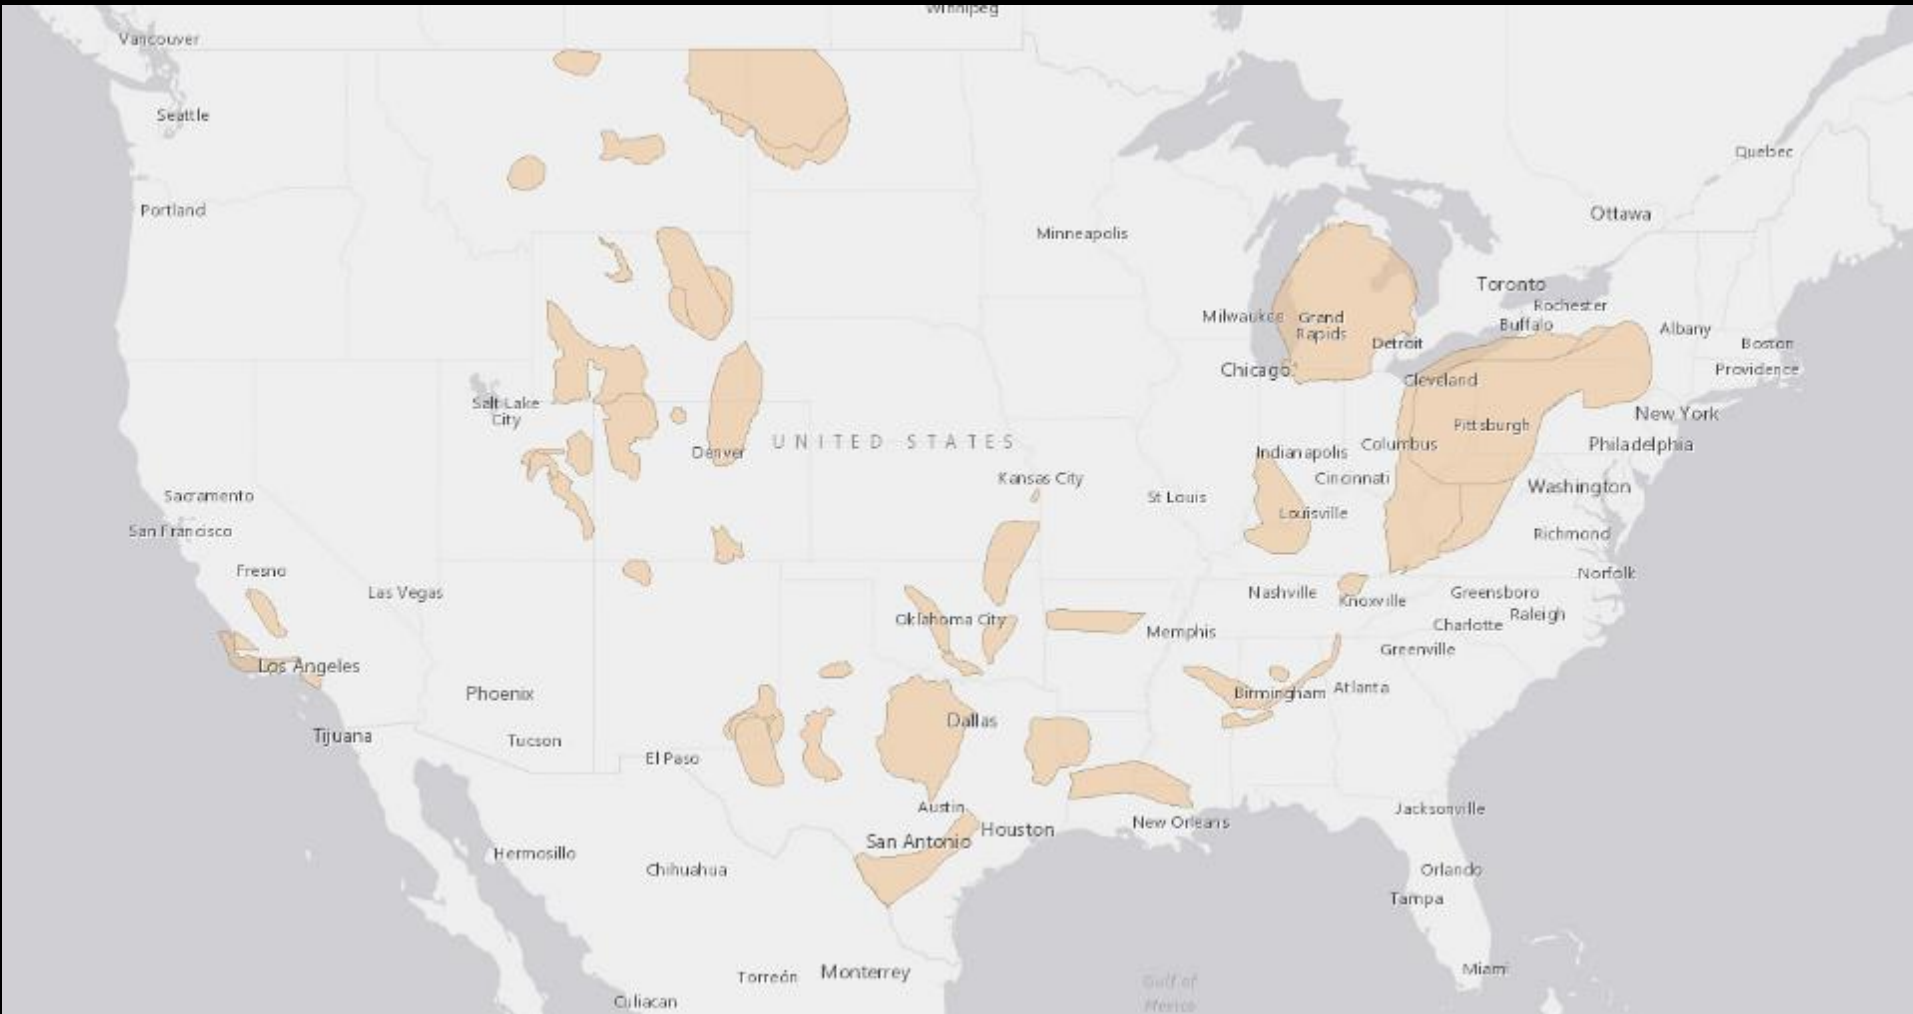 Winnipeg
Vancouver
Seattle
Quebec
Portland
Ottawa
Minneapolis
Toronto
Rochester
Milwaukee
Grand
Rapids
Buffalo
Albany
Detroit
Boston
Chicago
Providence
Cleveland
Salt Lake
City
New York
Pittsburgh
UNITED STATES
Denver
Indianapolis
Columbus
Philadelphia
Kansas City
Cincinnati
Washington
Sacramento
St Louis
Louisville
San Francisco
Richmond
Fresno
Norfolk
Las Vegas
Nashville
Knoxville
Greensboro
Oklahoma City
Raleigh
Memphis
Charlotte
Greenville
Los Angeles
Phoenix
Birmingham
Atlanta
Dallas
Tijuana
Tucson
El Paso
Austin
Jacksonville
New Orleans
Houston
San Antonio
Hermosillo
Chihuahua
Orlando
Tampa
Torreón
Monterrey
Miami
Gulf of
Mexico
Culiacan